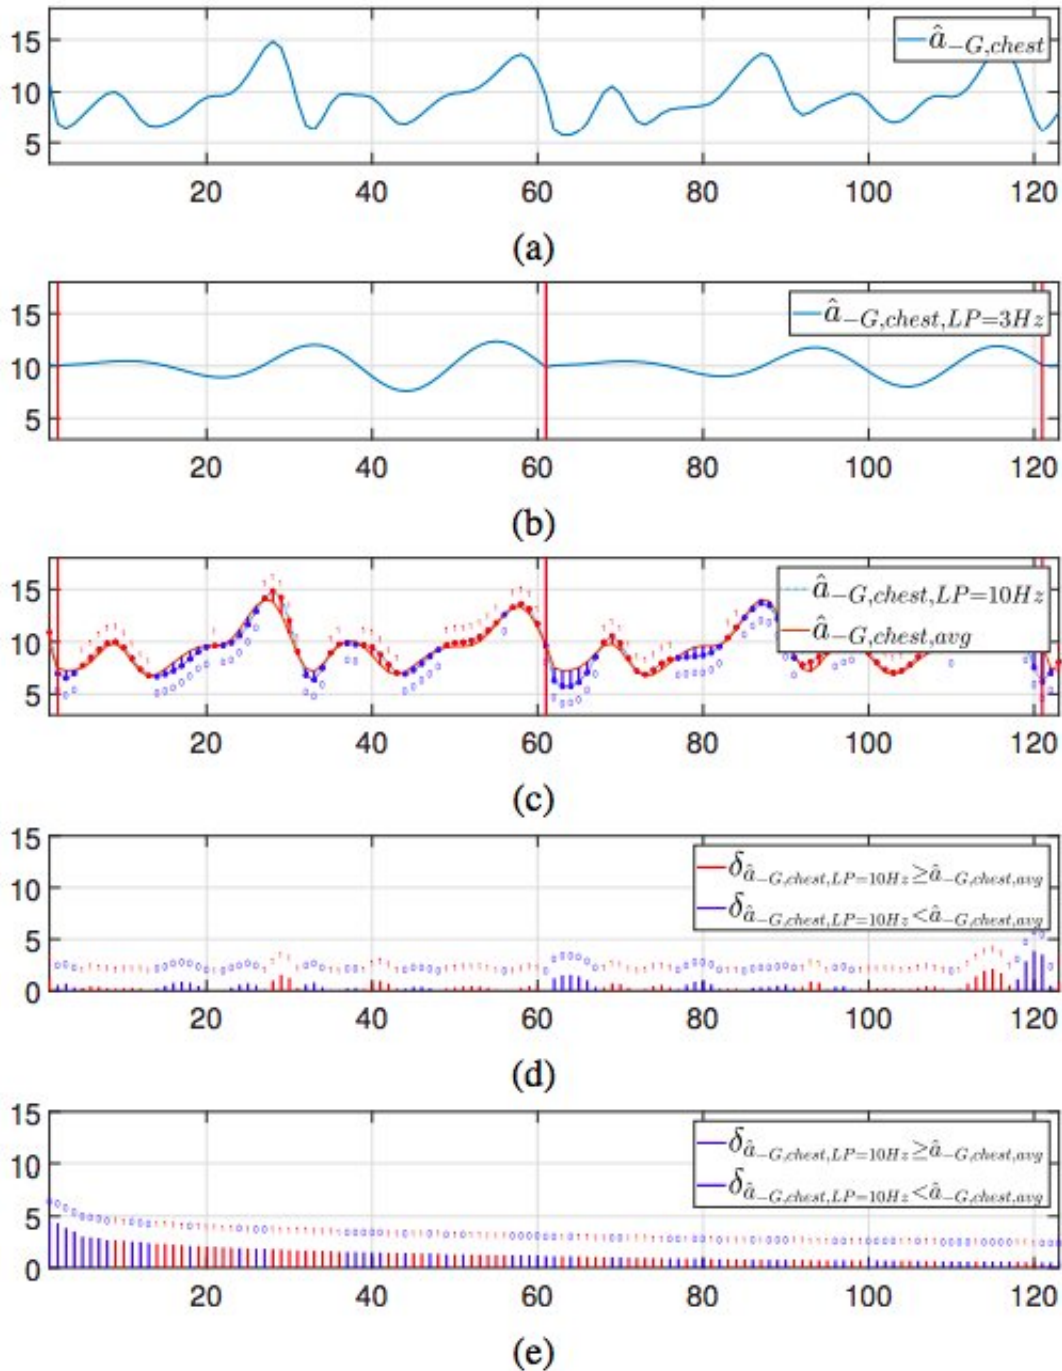 15
10
5
â₋G,chest
20 40 60 80 100 120
(a)
15
10
5
â₋G,chest,LP=3Hz
20 40 60 80 100 120
(b)
15
10
5
â₋G,chest,LP=10Hz
â₋G,chest,avg
20 40 60 80 100 120
(c)
15
10
5
0
δâ₋G,chest,LP=10Hz≥â₋G,chest,avg
δâ₋G,chest,LP=10Hz<â₋G,chest,avg
20 40 60 80 100 120
(d)
15
10
5
0
δâ₋G,chest,LP=10Hz≥â₋G,chest,avg
δâ₋G,chest,LP=10Hz<â₋G,chest,avg
20 40 60 80 100 120
(e)